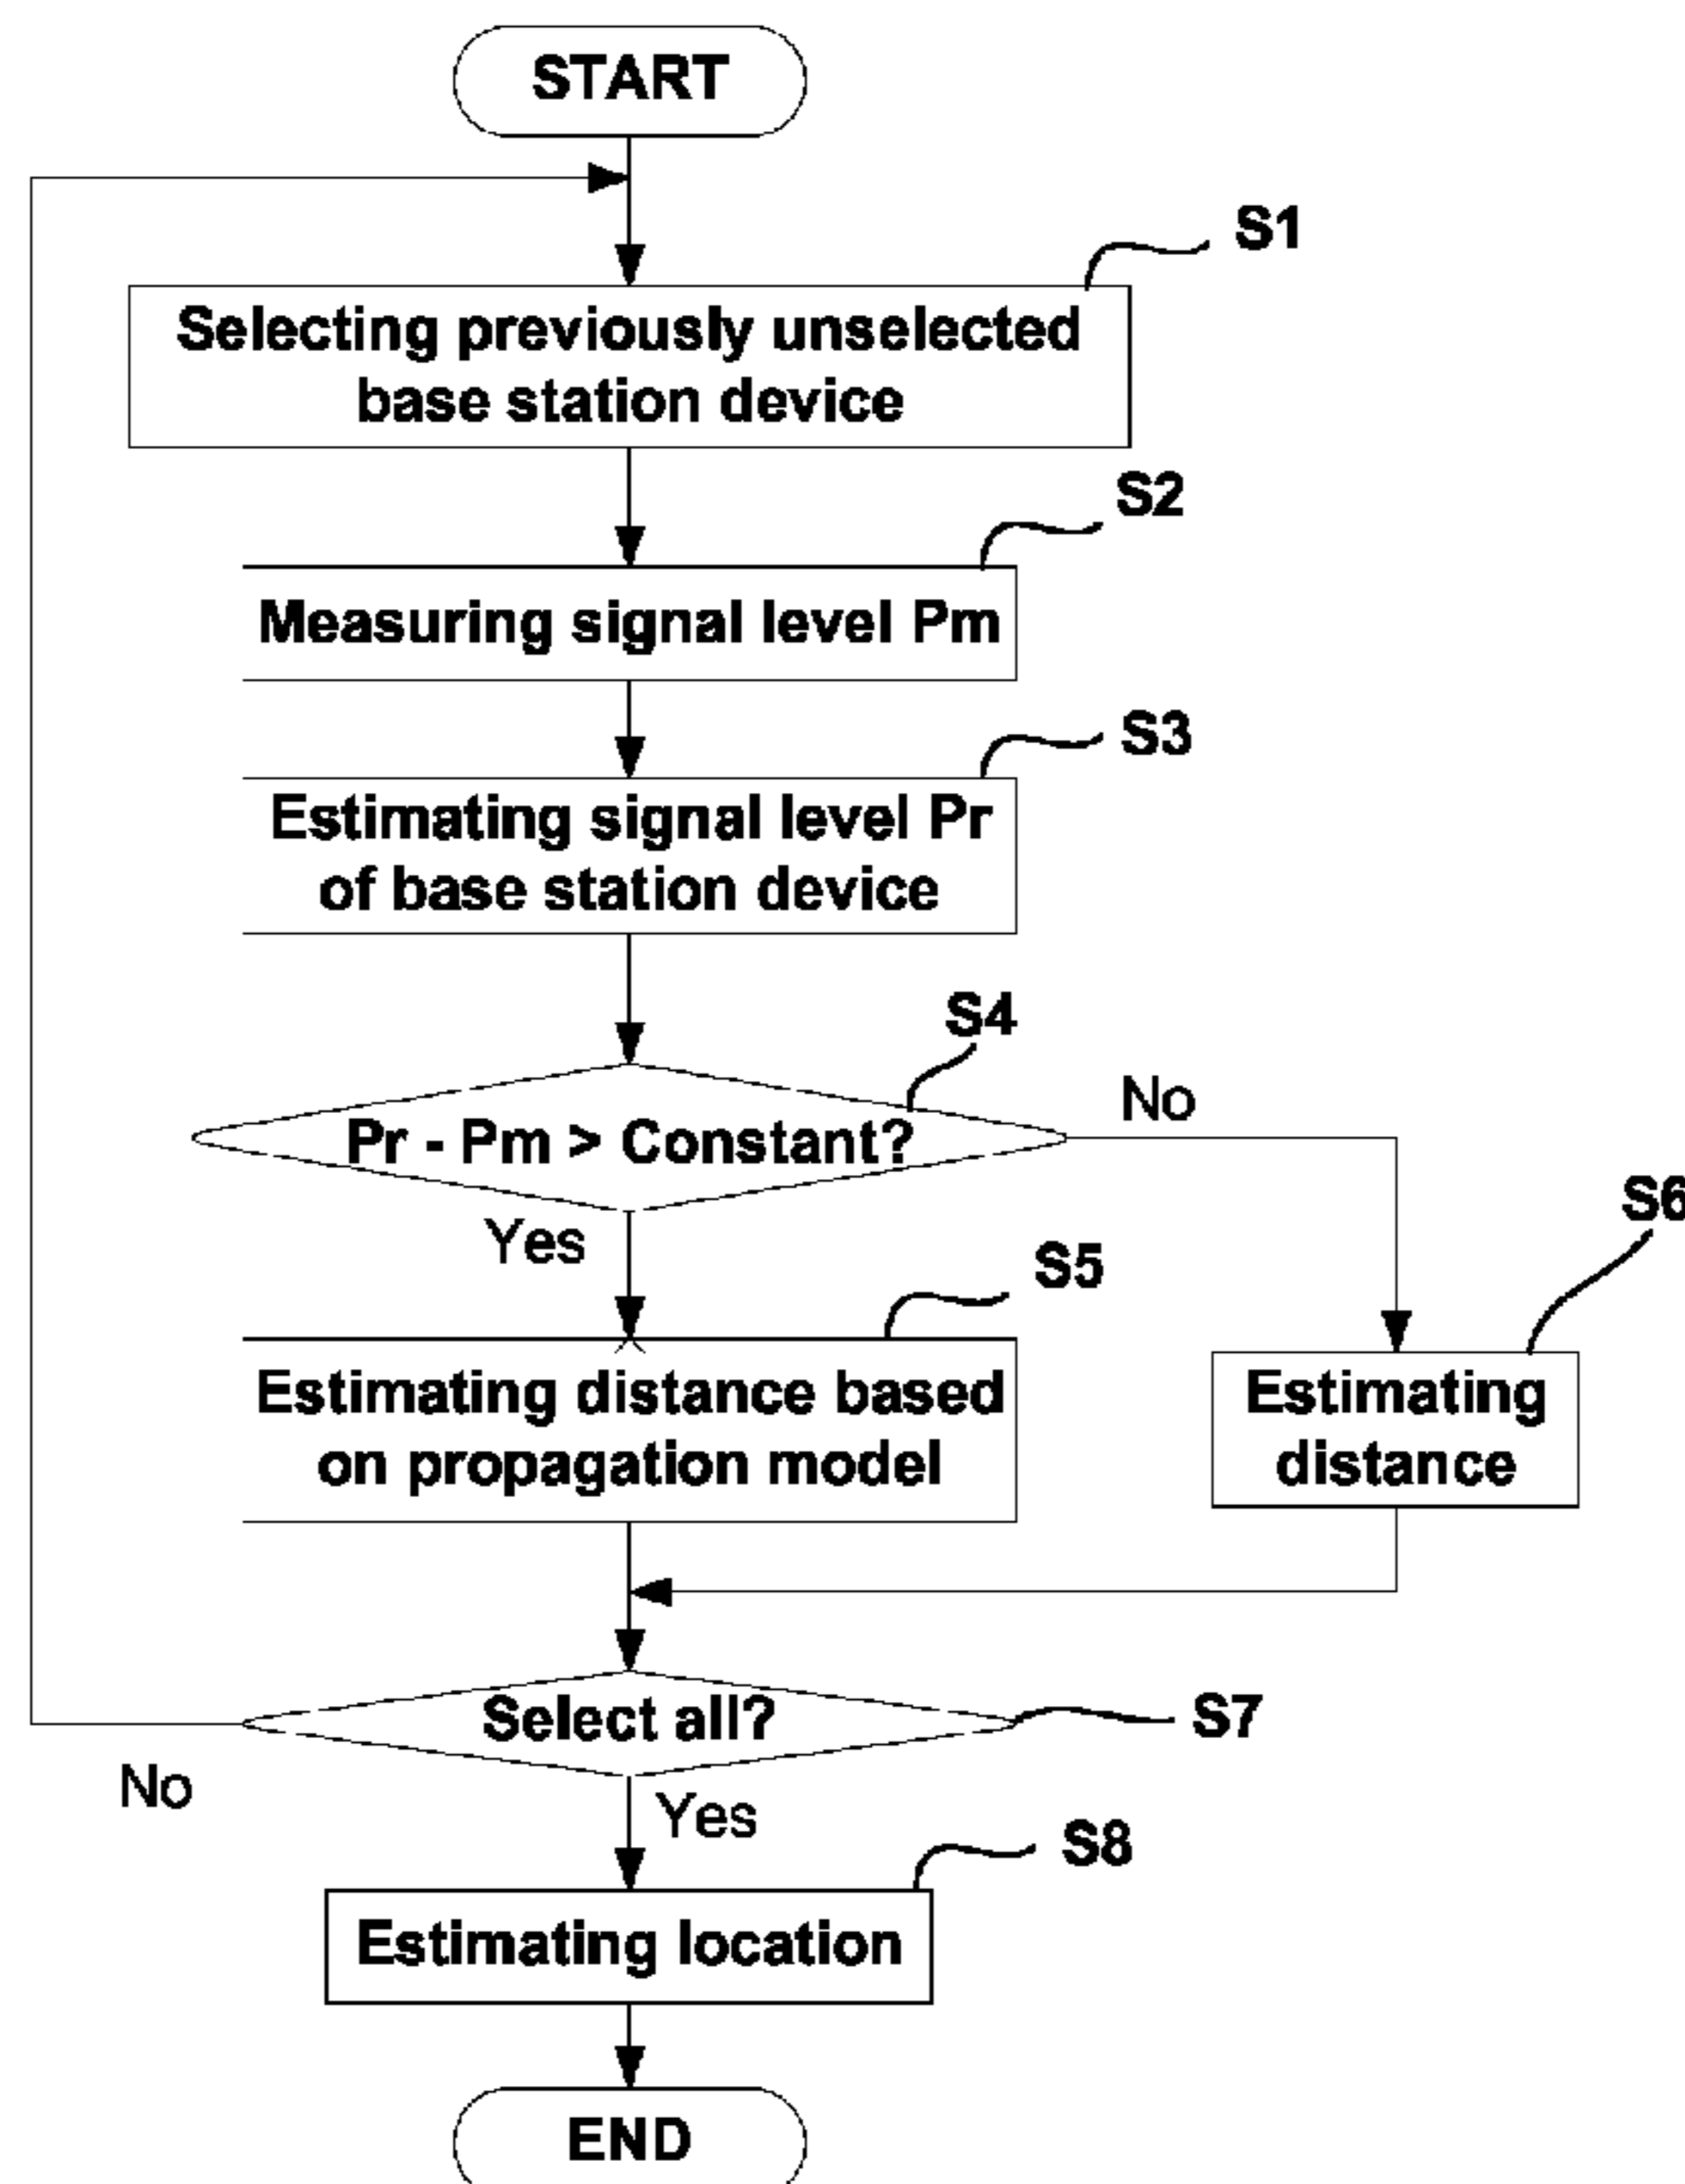 START
S1
Selecting previously unselected
base station device
S2
Measuring signal level Pm
S3
Estimating signal level Pr
of base station device
S4
Pr - Pm > Constant?
No
Yes
S6
S5
Estimating distance based
on propagation model
Estimating
distance
Select all?
S7
No
Yes
S8
Estimating location
END